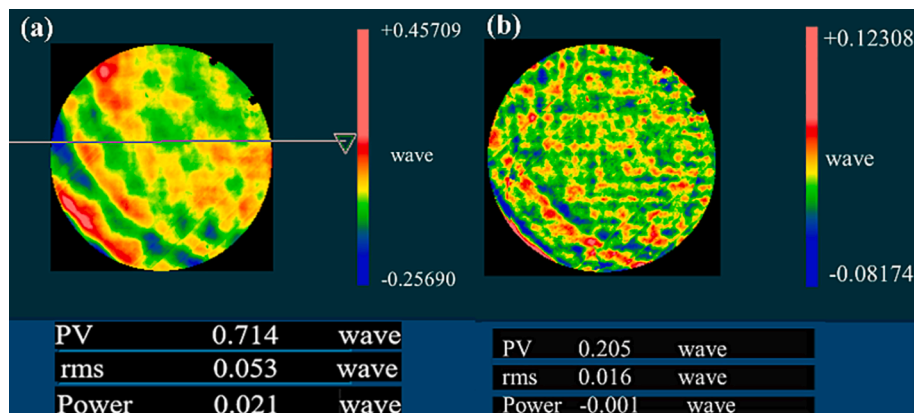 (a)
+0.45709
wave
-0.25690
PV 0.714 wave
rms 0.053 wave
Power 0.021 wave
(b)
+0.12308
wave
-0.08174
PV 0.205 wave
rms 0.016 wave
Power -0.001 wave